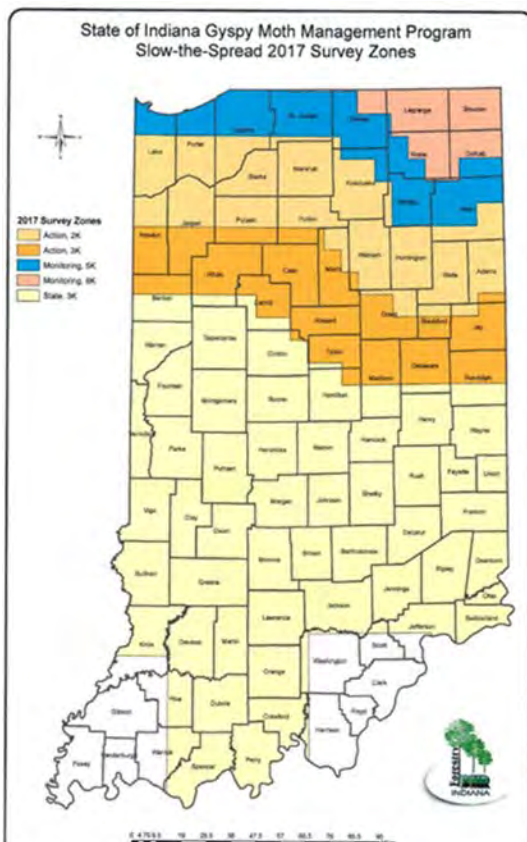 State of Indiana Gyspy Moth Management Program
Slow-the-Spread 2017 Survey Zones
Lagrange
Steuben
St. Joseph
Noble
DeKalb
Lake
Porter
Starke
Marshall
Kosciusko
Whitley
Allen
2017 Survey Zones
Action, 2K
Action, 3K
Monitoring, 5K
Monitoring, 8K
State, 3K
Newton
Jasper
Pulaski
Fulton
Wabash
Huntington
Wells
Adams
White
Cass
Miami
Benton
Carroll
Howard
Grant
Blackford
Jay
Warren
Tippecanoe
Clinton
Tipton
Madison
Delaware
Randolph
Fountain
Montgomery
Boone
Hamilton
Henry
Wayne
Parke
Putnam
Hendricks
Marion
Hancock
Rush
Fayette
Union
Vigo
Clay
Owen
Morgan
Johnson
Shelby
Franklin
Decatur
Sullivan
Greene
Monroe
Brown
Bartholomew
Jennings
Ripley
Dearborn
Ohio
Switzerland
Knox
Daviess
Martin
Lawrence
Jackson
Jefferson
Washington
Scott
Clark
Gibson
Pike
Dubois
Orange
Crawford
Harrison
Floyd
Posey
Vanderburgh
Warrick
Spencer
Perry
Forestry
INDIANA